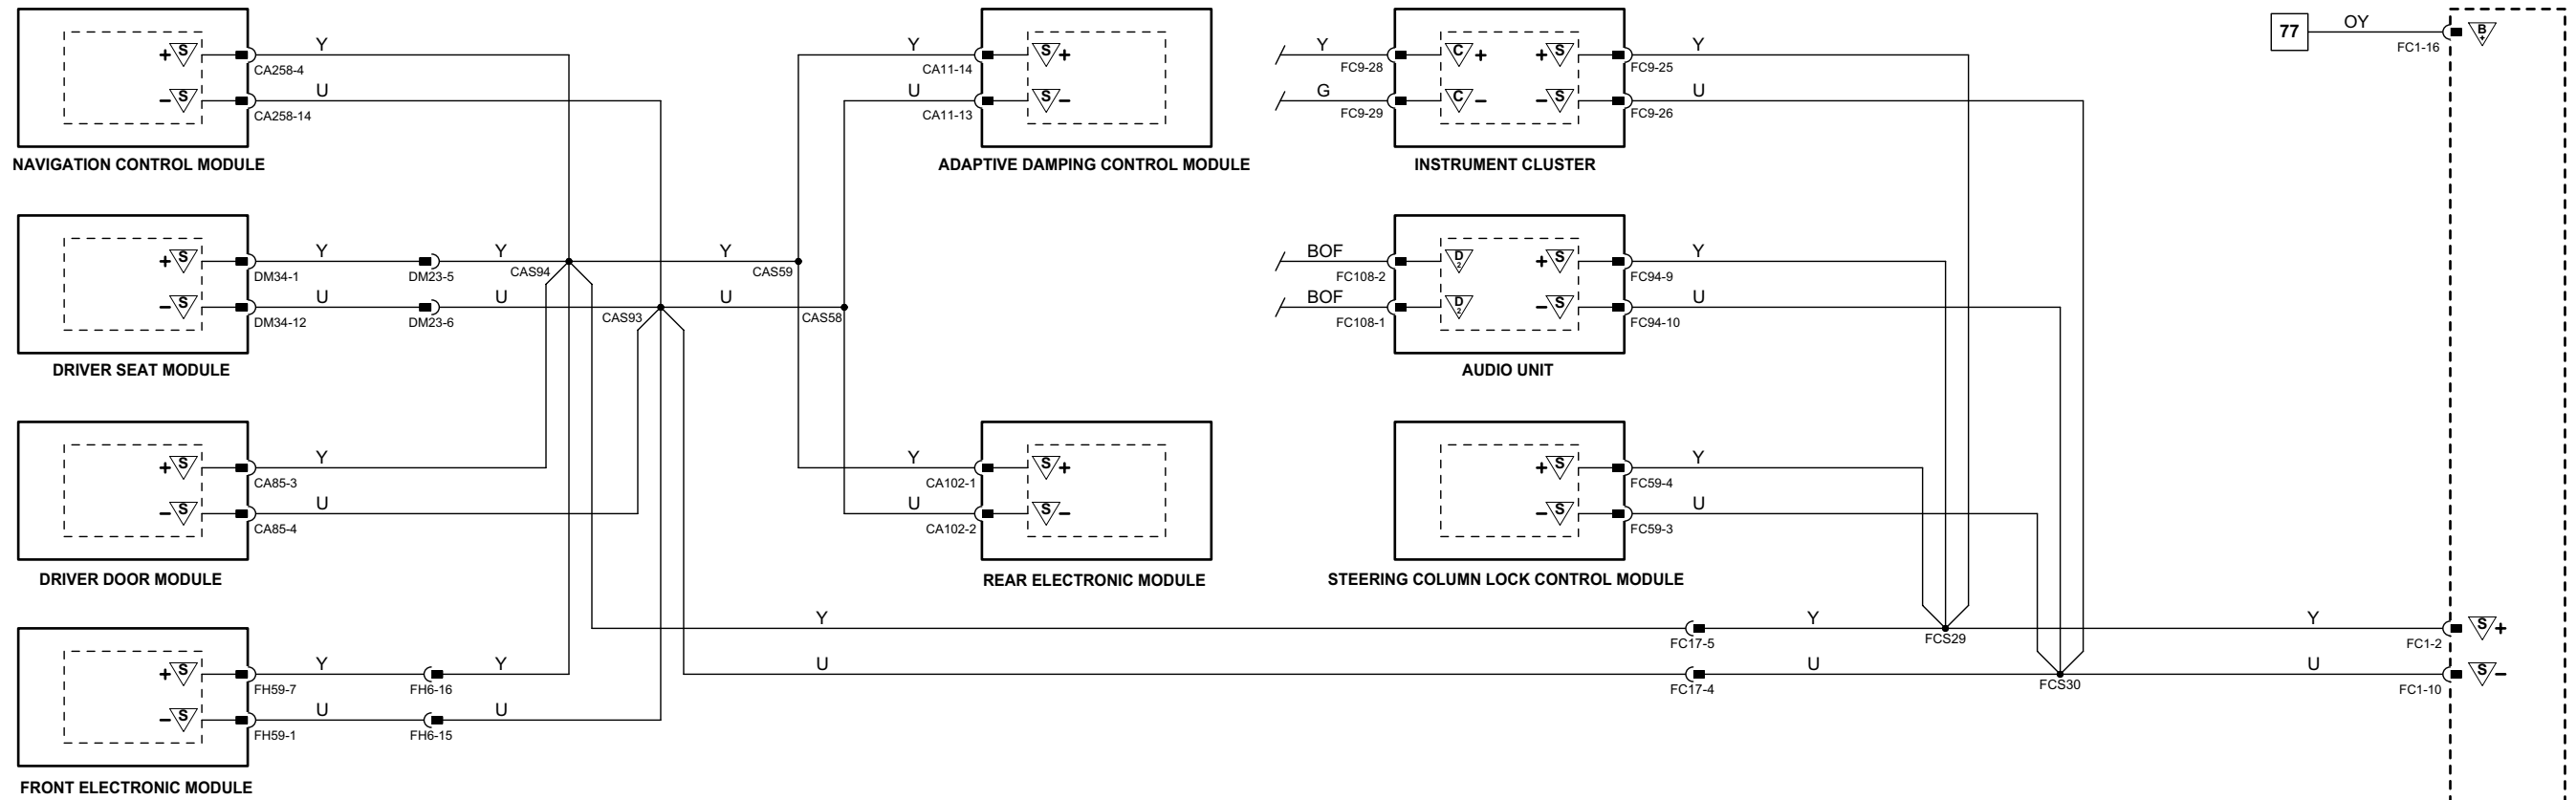 Y
+ S
CA258-4
U
- S
CA258-14
NAVIGATION CONTROL MODULE
Y
CA11-14
S +
U
CA11-13
S -
ADAPTIVE DAMPING CONTROL MODULE
Y
FC9-28
C +
+ S
Y
FC9-25
G
FC9-29
C -
- S
U
FC9-26
INSTRUMENT CLUSTER
77
OY
FC1-16
B+
+ S
Y
DM34-1
DM23-5
Y
CAS94
Y
CAS59
- S
U
DM34-12
DM23-6
U
CAS93
U
CAS58
DRIVER SEAT MODULE
BOF
FC108-2
D2
+ S
Y
FC94-9
BOF
FC108-1
D2
- S
U
FC94-10
AUDIO UNIT
+ S
Y
CA85-3
- S
U
CA85-4
DRIVER DOOR MODULE
Y
CA102-1
S +
U
CA102-2
S -
REAR ELECTRONIC MODULE
+ S
Y
FC59-4
- S
U
FC59-3
STEERING COLUMN LOCK CONTROL MODULE
Y
FC17-5
Y
FCS29
Y
FC1-2
S +
U
FC17-4
U
FCS30
U
FC1-10
S -
+ S
Y
FH59-7
FH6-16
Y
- S
U
FH59-1
FH6-15
U
FRONT ELECTRONIC MODULE